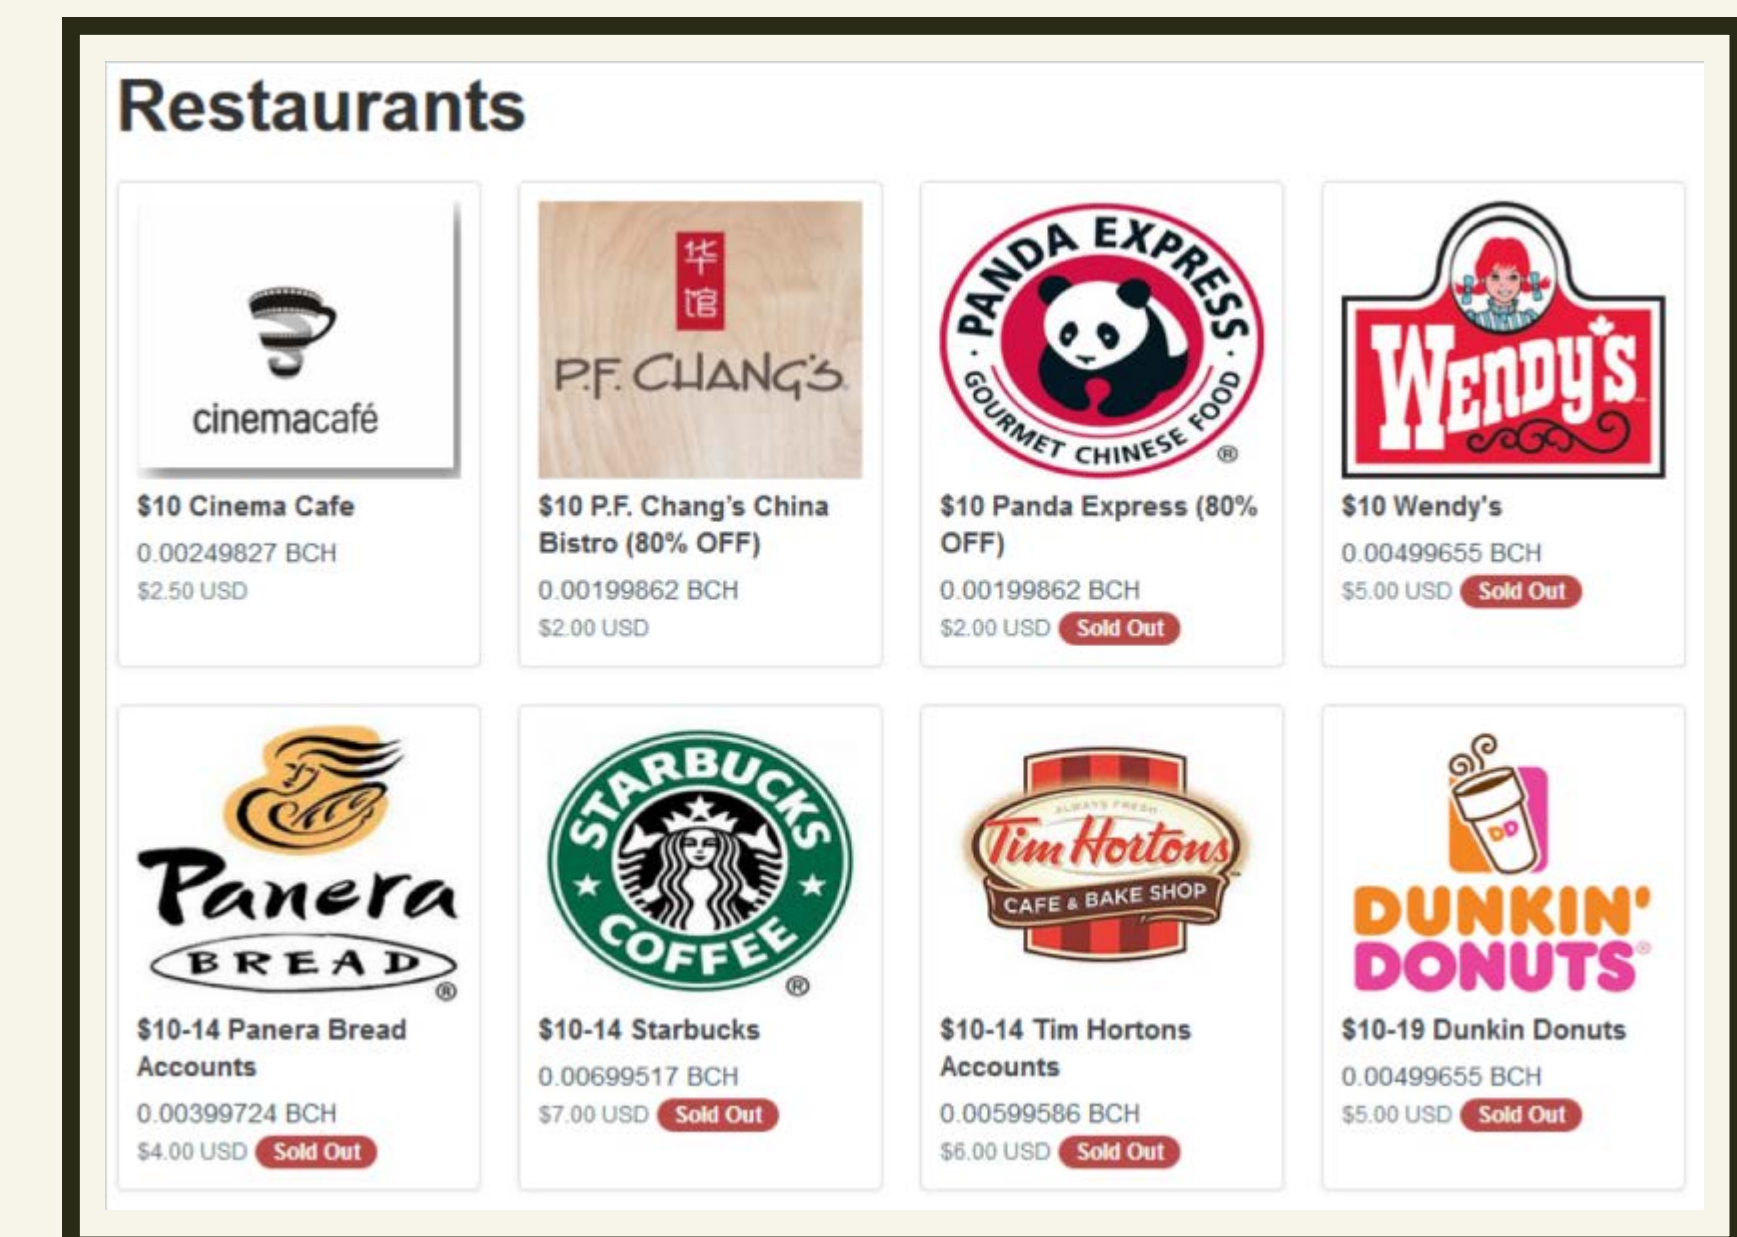 Restaurants
cinemacafé
$10 Cinema Cafe
0.00249827 BCH
$2.50 USD
华
馆
P.F. CHANG'S
$10 P.F. Chang's China
Bistro (80% OFF)
0.00199862 BCH
$2.00 USD
PANDA EXPRESS
GOURMET CHINESE FOOD
®
$10 Panda Express (80%
OFF)
0.00199862 BCH
$2.00 USD Sold Out
WENDY'S
$10 Wendy's
0.00499655 BCH
$5.00 USD Sold Out
Panera
BREAD
®
$10-14 Panera Bread
Accounts
0.00399724 BCH
$4.00 USD Sold Out
STARBUCKS
COFFEE
®
$10-14 Starbucks
0.00699517 BCH
$7.00 USD Sold Out
ALWAYS FRESH
Tim Hortons
CAFE & BAKE SHOP
$10-14 Tim Hortons
Accounts
0.00599586 BCH
$6.00 USD Sold Out
DD
DUNKIN'
DONUTS®
$10-19 Dunkin Donuts
0.00499655 BCH
$5.00 USD Sold Out